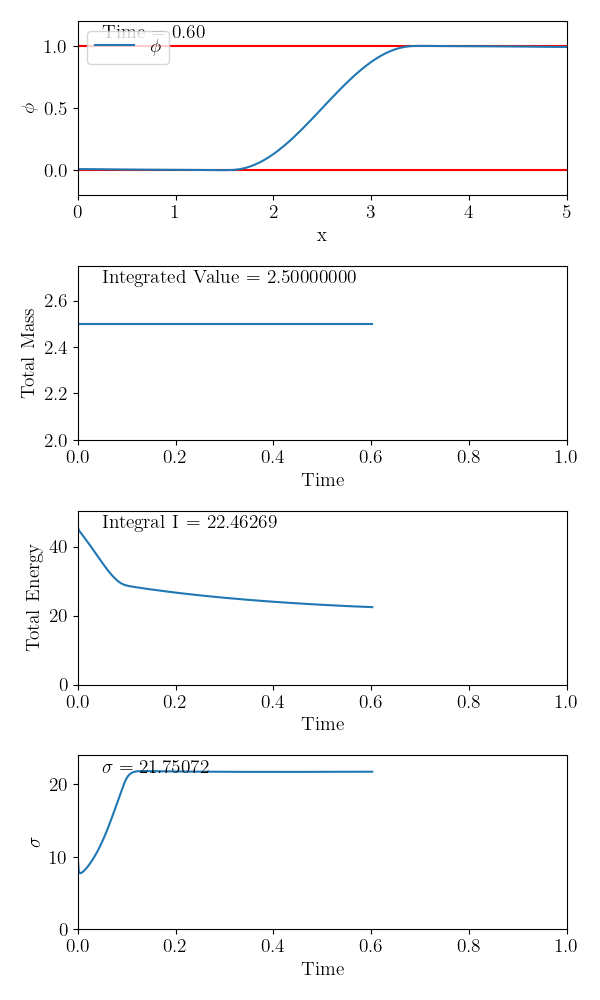 Time = 0.60
ϕ
1.0
0.5
0.0
ϕ
0 1 2 3 4 5
x
Integrated Value = 2.50000000
2.6
2.4
2.2
2.0
Total Mass
0.0 0.2 0.4 0.6 0.8 1.0
Time
Integral I = 22.46269
40
20
0
Total Energy
0.0 0.2 0.4 0.6 0.8 1.0
Time
σ = 21.75072
20
10
0
σ
0.0 0.2 0.4 0.6 0.8 1.0
Time